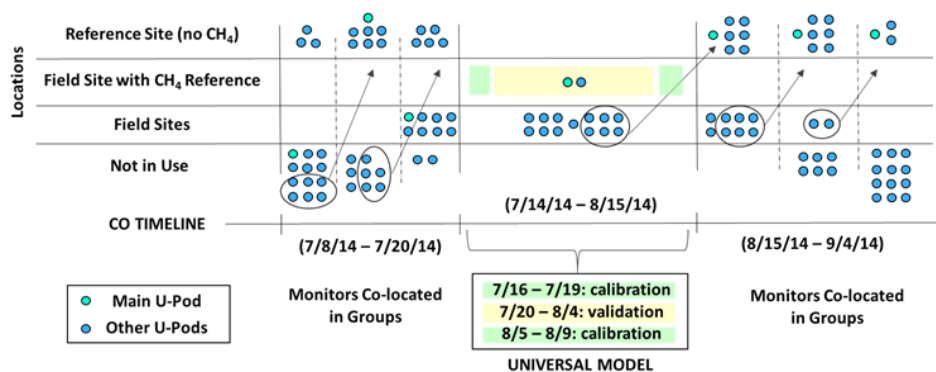 Locations
Reference Site (no CH₄)
Field Site with CH₄ Reference
Field Sites
Not in Use
(7/14/14 – 8/15/14)
CO TIMELINE
(7/8/14 – 7/20/14)
(8/15/14 – 9/4/14)
Main U-Pod
Other U-Pods
Monitors Co-located
in Groups
7/16 – 7/19: calibration
7/20 – 8/4: validation
8/5 – 8/9: calibration
UNIVERSAL MODEL
Monitors Co-located
in Groups